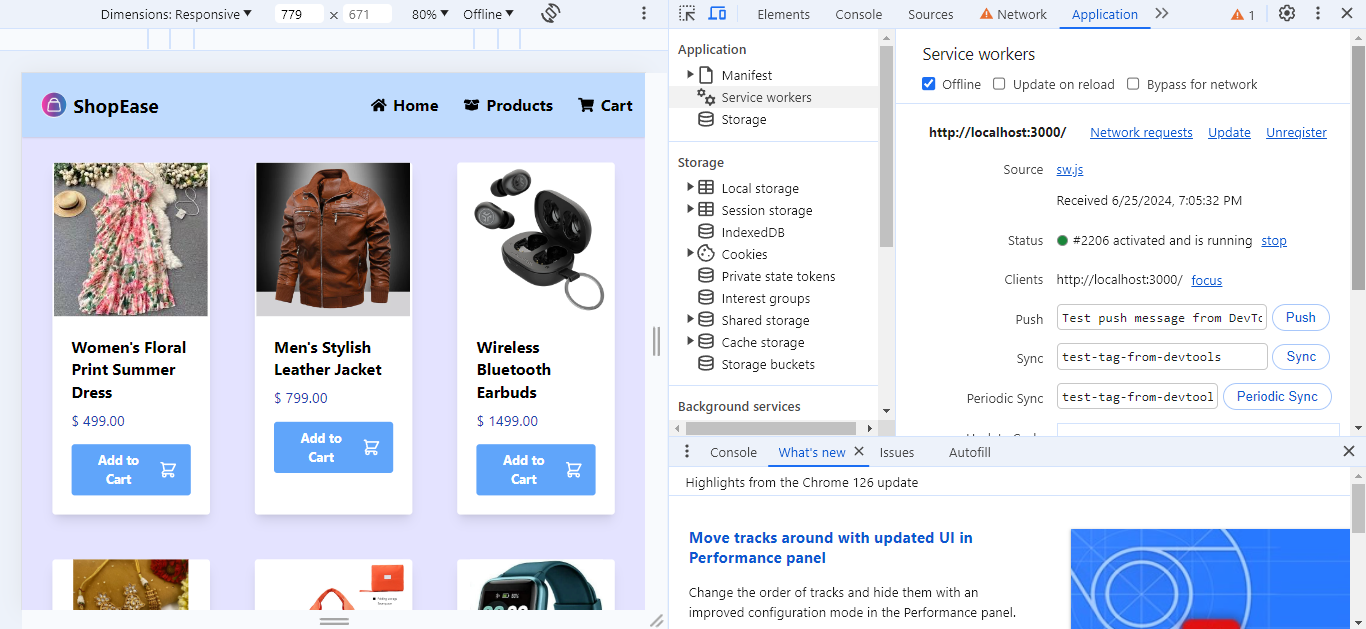 Dimensions: Responsive 779 x 671 80% Offline
Elements Console Sources Network Application 1
ShopEase
Home Products Cart
Women's Floral
Print Summer
Dress
$ 499.00
Add to
Cart
Men's Stylish
Leather Jacket
$ 799.00
Add to
Cart
Wireless
Bluetooth
Earbuds
$ 1499.00
Add to
Cart
Application
Manifest
Service workers
Storage
Storage
Local storage
Session storage
IndexedDB
Cookies
Private state tokens
Interest groups
Shared storage
Cache storage
Storage buckets
Background services
Service workers
Offline Update on reload Bypass for network
http://localhost:3000/ Network requests Update Unregister
Source sw.js
Received 6/25/2024, 7:05:32 PM
Status #2206 activated and is running stop
Clients http://localhost:3000/ focus
Push Test push message from DevTo Push
Sync test-tag-from-devtools Sync
Periodic Sync test-tag-from-devtool Periodic Sync
Console What's new Issues Autofill
Highlights from the Chrome 126 update
Move tracks around with updated UI in
Performance panel
Change the order of tracks and hide them with an
improved configuration mode in the Performance panel.